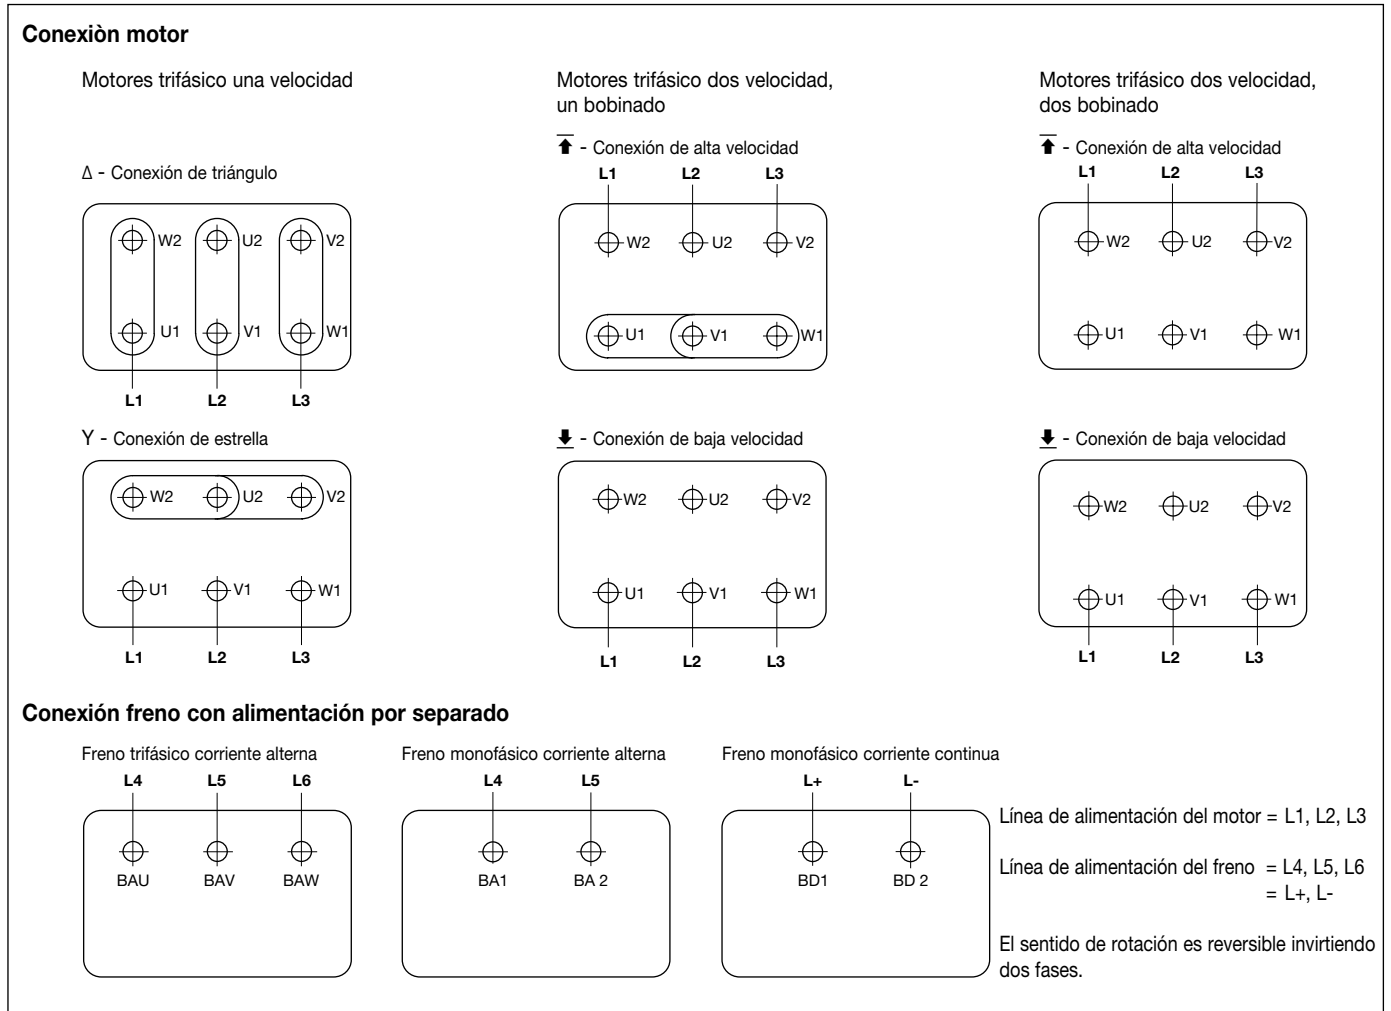 Conexiòn motor
Motores trifásico una velocidad
Δ - Conexión de triángulo
W2 U2 V2
U1 V1 W1
L1 L2 L3
Y - Conexión de estrella
W2 U2 V2
U1 V1 W1
L1 L2 L3
Motores trifásico dos velocidad,
un bobinado
- Conexión de alta velocidad
L1 L2 L3
W2 U2 V2
U1 V1 W1
- Conexión de baja velocidad
W2 U2 V2
U1 V1 W1
L1 L2 L3
Motores trifásico dos velocidad,
dos bobinado
- Conexión de alta velocidad
L1 L2 L3
W2 U2 V2
U1 V1 W1
- Conexión de baja velocidad
W2 U2 V2
U1 V1 W1
L1 L2 L3
Conexión freno con alimentación por separado
Freno trifásico corriente alterna
L4 L5 L6
BAU BAV BAW
Freno monofásico corriente alterna
L4 L5
BA1 BA 2
Freno monofásico corriente continua
L+ L-
BD1 BD 2
Línea de alimentación del motor = L1, L2, L3
Línea de alimentación del freno = L4, L5, L6
= L+, L-
El sentido de rotación es reversible invirtiendo
dos fases.